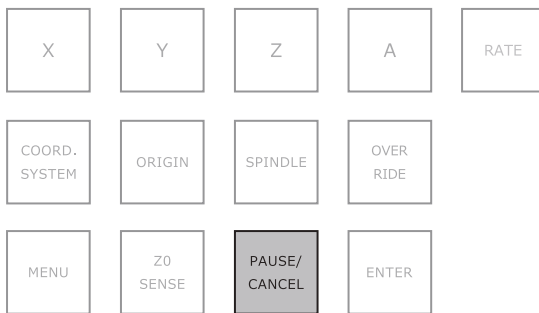 X
Y
Z
A
RATE
COORD.
SYSTEM
ORIGIN
SPINDLE
OVER
RIDE
MENU
Z0
SENSE
PAUSE/
CANCEL
ENTER